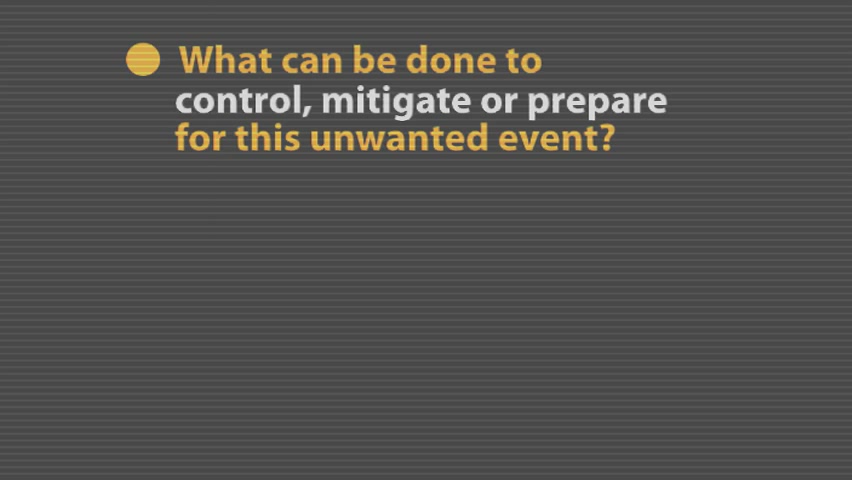 What can be done to
control, mitigate or prepare
for this unwanted event?